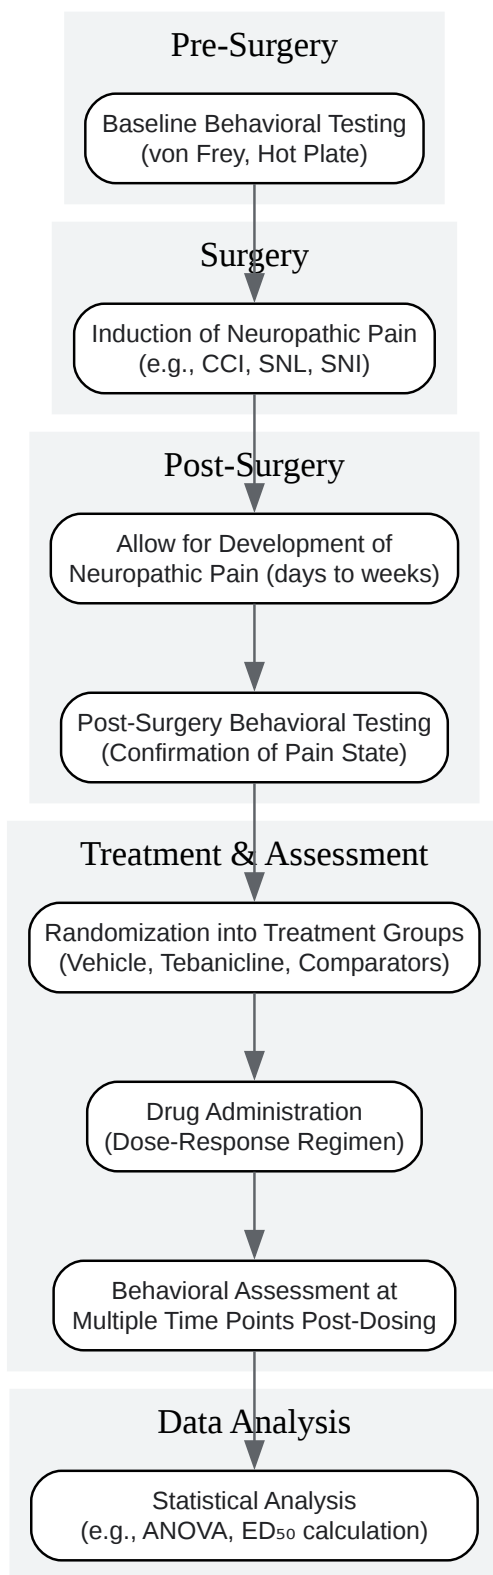 Pre-Surgery
Baseline Behavioral Testing
(von Frey, Hot Plate)
Surgery
Induction of Neuropathic Pain
(e.g., CCI, SNL, SNI)
Post-Surgery
Allow for Development of
Neuropathic Pain (days to weeks)
Post-Surgery Behavioral Testing
(Confirmation of Pain State)
Treatment & Assessment
Randomization into Treatment Groups
(Vehicle, Tebanicline, Comparators)
Drug Administration
(Dose-Response Regimen)
Behavioral Assessment at
Multiple Time Points Post-Dosing
Data Analysis
Statistical Analysis
(e.g., ANOVA, ED₅₀ calculation)